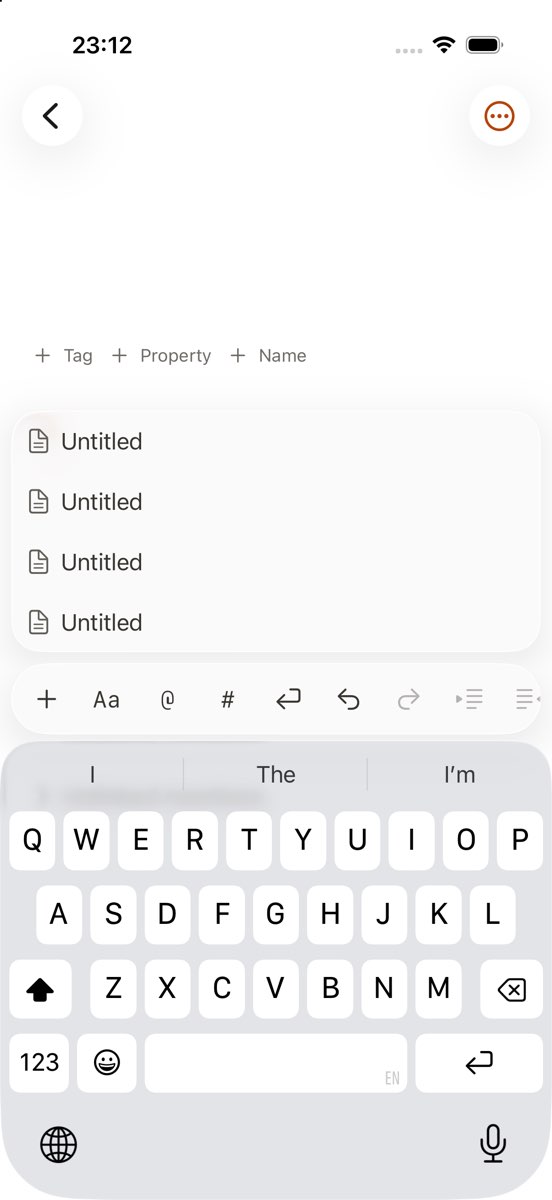 23:12
+ Tag + Property + Name
Untitled
Untitled
Untitled
Untitled
+ Aa @ #
I The I’m
Q W E R T Y U I O P
A S D F G H J K L
Z X C V B N M
123 EN